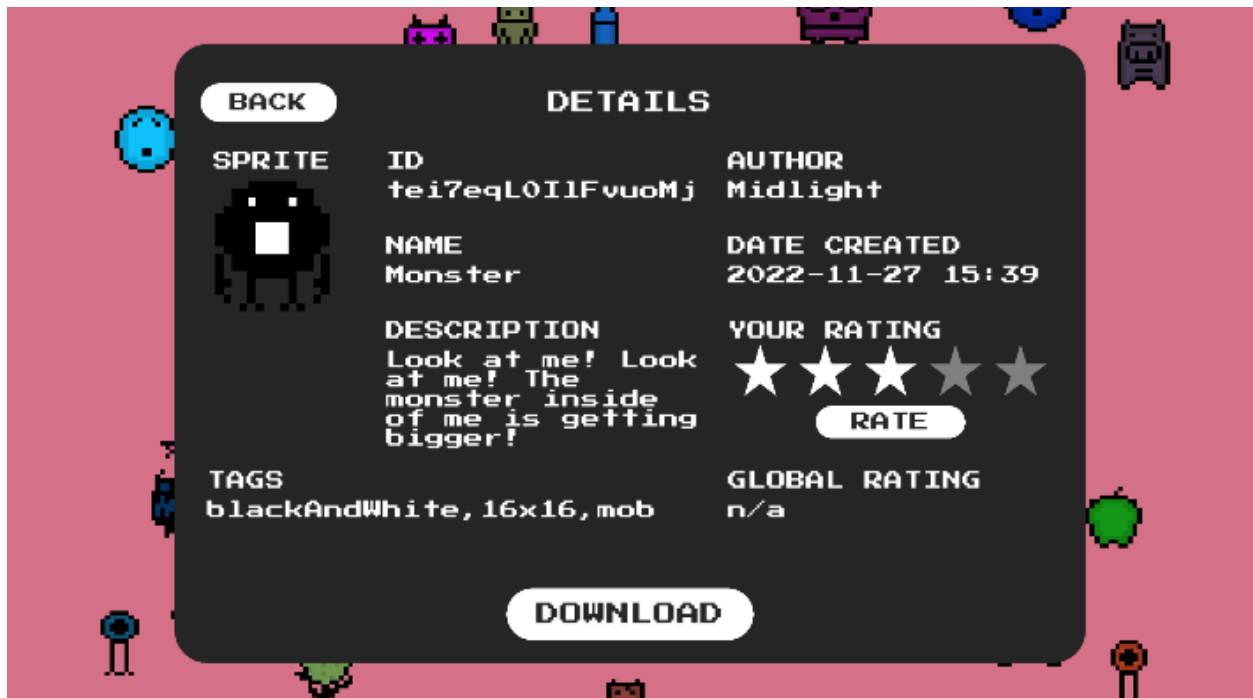 BACK
DETAILS
SPRITE
ID
tei7eqL0IlFvuoMj
AUTHOR
Midlight
NAME
Monster
DATE CREATED
2022-11-27 15:39
DESCRIPTION
Look at me! Look
at me! The
monster inside
of me is getting
bigger!
YOUR RATING
RATE
TAGS
blackAndWhite,16x16,mob
GLOBAL RATING
n/a
DOWNLOAD